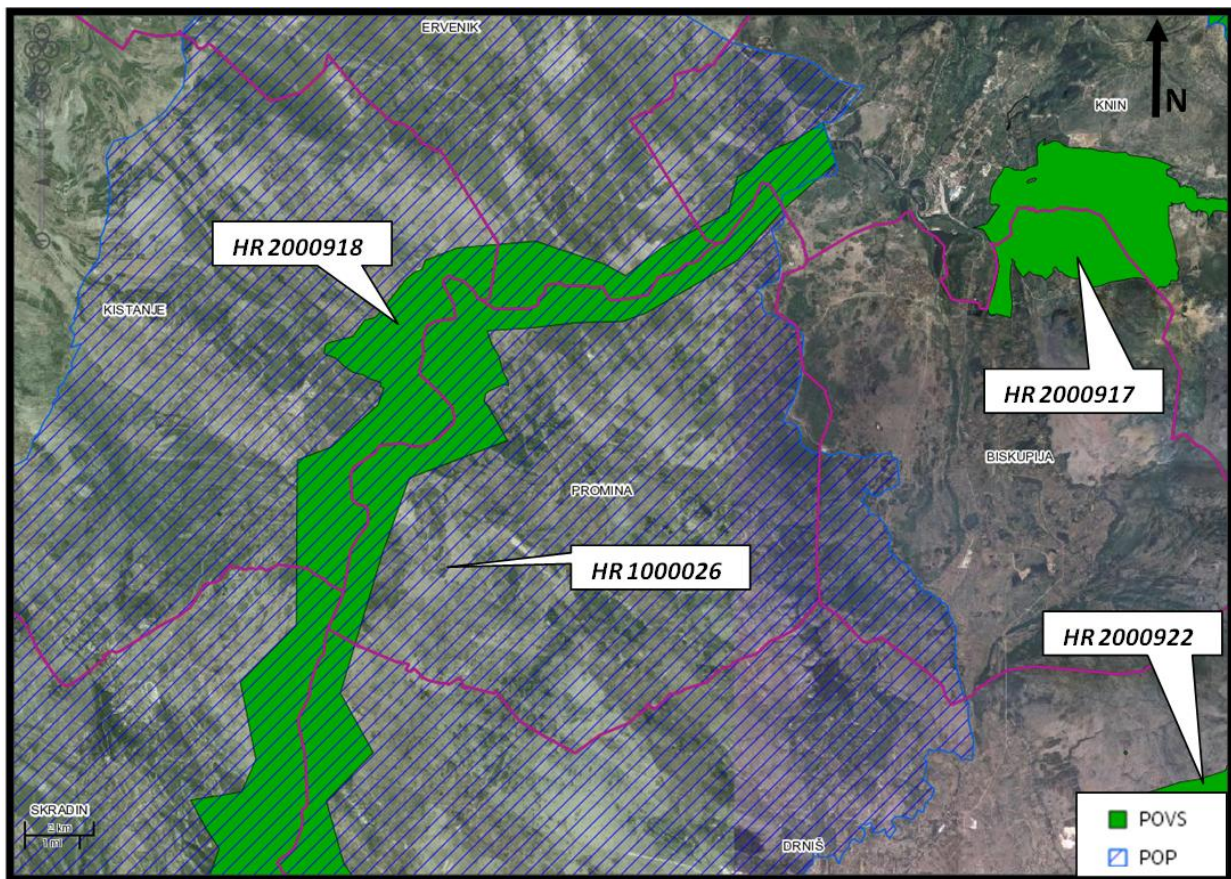 ERVENIK
N
KNIN
HR 2000918
KISTANJE
HR 2000917
BISKUPIJA
PROMINA
HR 1000026
HR 2000922
SKRADIN
2 km
1 mi
DRNIŠ
POVS
POP